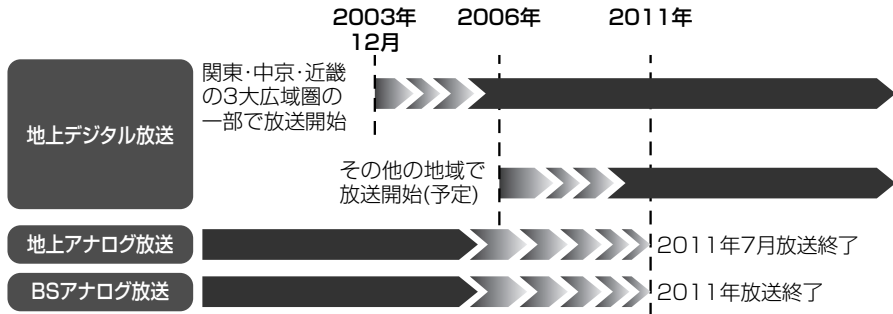 2003年
12月
2006年
2011年
地上デジタル放送
関東・中京・近畿
の3大広域圏の
一部で放送開始
その他の地域で
放送開始(予定)
地上アナログ放送
2011年7月放送終了
BSアナログ放送
2011年放送終了